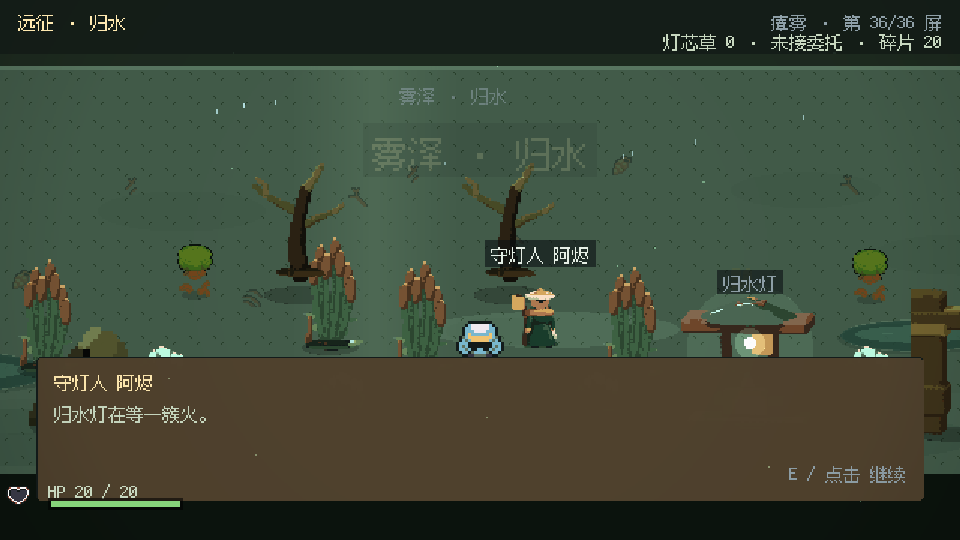 远征 · 归水
瘴雾 · 第 36/36 屏
灯芯草 0 · 未接委托 · 碎片 20
雾泽 · 归水
雾泽 · 归水
守灯人 阿烬
归水灯
守灯人 阿烬
归水灯在等一簇火。
E / 点击 继续
HP 20 / 20